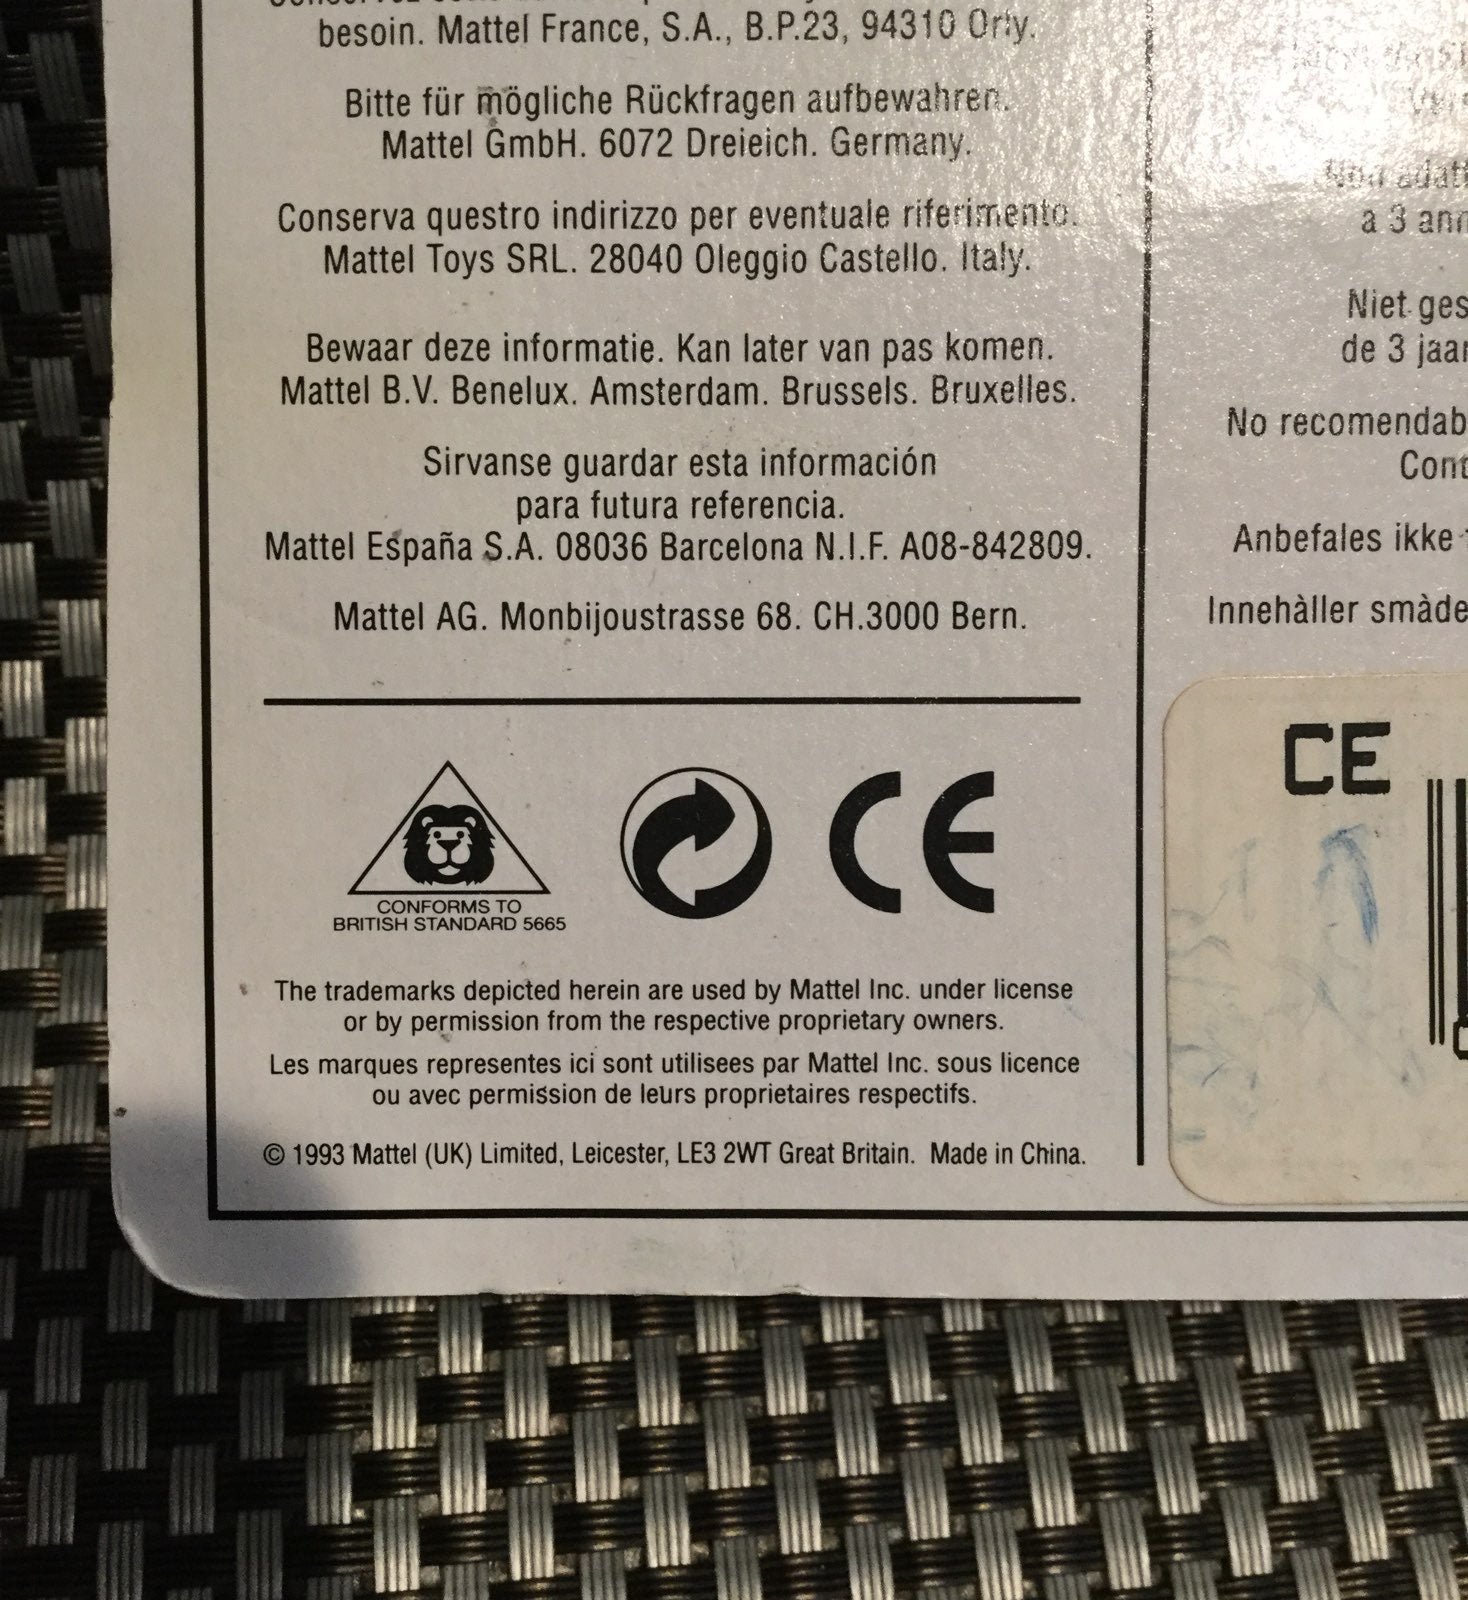 besoin. Mattel France, S.A., B.P.23, 94310 Orly.
Bitte für mögliche Rückfragen aufbewahren.
Mattel GmbH. 6072 Dreieich. Germany.
Conserva questro indirizzo per eventuale riferimento.
Mattel Toys SRL. 28040 Oleggio Castello. Italy.
Bewaar deze informatie. Kan later van pas komen.
Mattel B.V. Benelux. Amsterdam. Brussels. Bruxelles.
Sirvanse guardar esta información
para futura referencia.
Mattel España S.A. 08036 Barcelona N.I.F. A08-842809.
Mattel AG. Monbijoustrasse 68. CH.3000 Bern.
CONFORMS TO
BRITISH STANDARD 5665
CE
The trademarks depicted herein are used by Mattel Inc. under license
or by permission from the respective proprietary owners.
Les marques representes ici sont utilisees par Mattel Inc. sous licence
ou avec permission de leurs proprietaires respectifs.
© 1993 Mattel (UK) Limited, Leicester, LE3 2WT Great Britain. Made in China.
Non
a 3
Niet
de 3 jaar
No
Anbefales ikke
Innehàller
CE